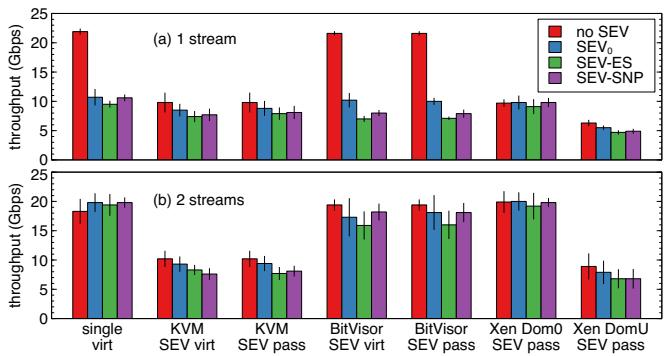 25
20
15
10
5
0
throughput (Gbps)
(a) 1 stream
no SEV
SEV₀
SEV-ES
SEV-SNP
25
20
15
10
5
0
throughput (Gbps)
(b) 2 streams
single
virt
KVM
SEV virt
KVM
SEV pass
BitVisor
SEV virt
BitVisor
SEV pass
Xen Dom0
SEV pass
Xen DomU
SEV pass